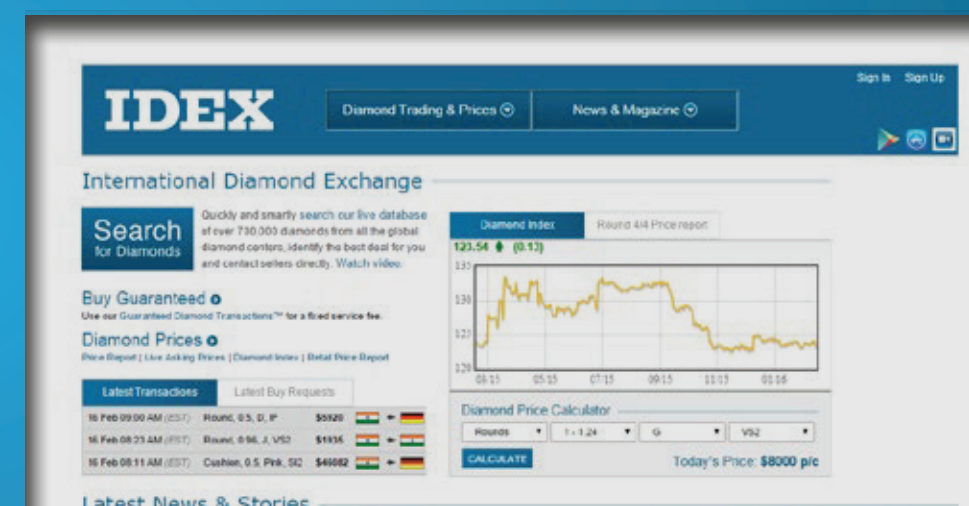 Sign In Sign Up
IDEX
Diamond Trading & Prices
News & Magazine
International Diamond Exchange
Search
for Diamonds
Quickly and smartly search our live database
of over 700.000 diamonds from all the global
diamond centers, identify the best deal for you
and contact sellers directly. Watch video.
Buy Guaranteed
Use our Guaranteed Diamond Transactions™ for a fixed service fee.
Diamond Prices
Price Report | Live Asking Prices | Diamond Index | Retail Price Report
Latest Transactions Latest Buy Requests
16 Feb 09:00 AM (EST) Round, 0.5, D, IF $5920
16 Feb 08:23 AM (EST) Round, 0.96, J, VS2 $1935
16 Feb 08:11 AM (EST) Cushion, 0.5, Pink, SI2 $46082
Diamond Index Round 4/4 Price report
123.54 (0.13)
135
130
125
120
05/15 07/15 09/15 11/15 01/16
Diamond Price Calculator
Rounds 1 - 1.24 G VS2
CALCULATE
Today's Price: $8000 p/c
Latest News & Stories